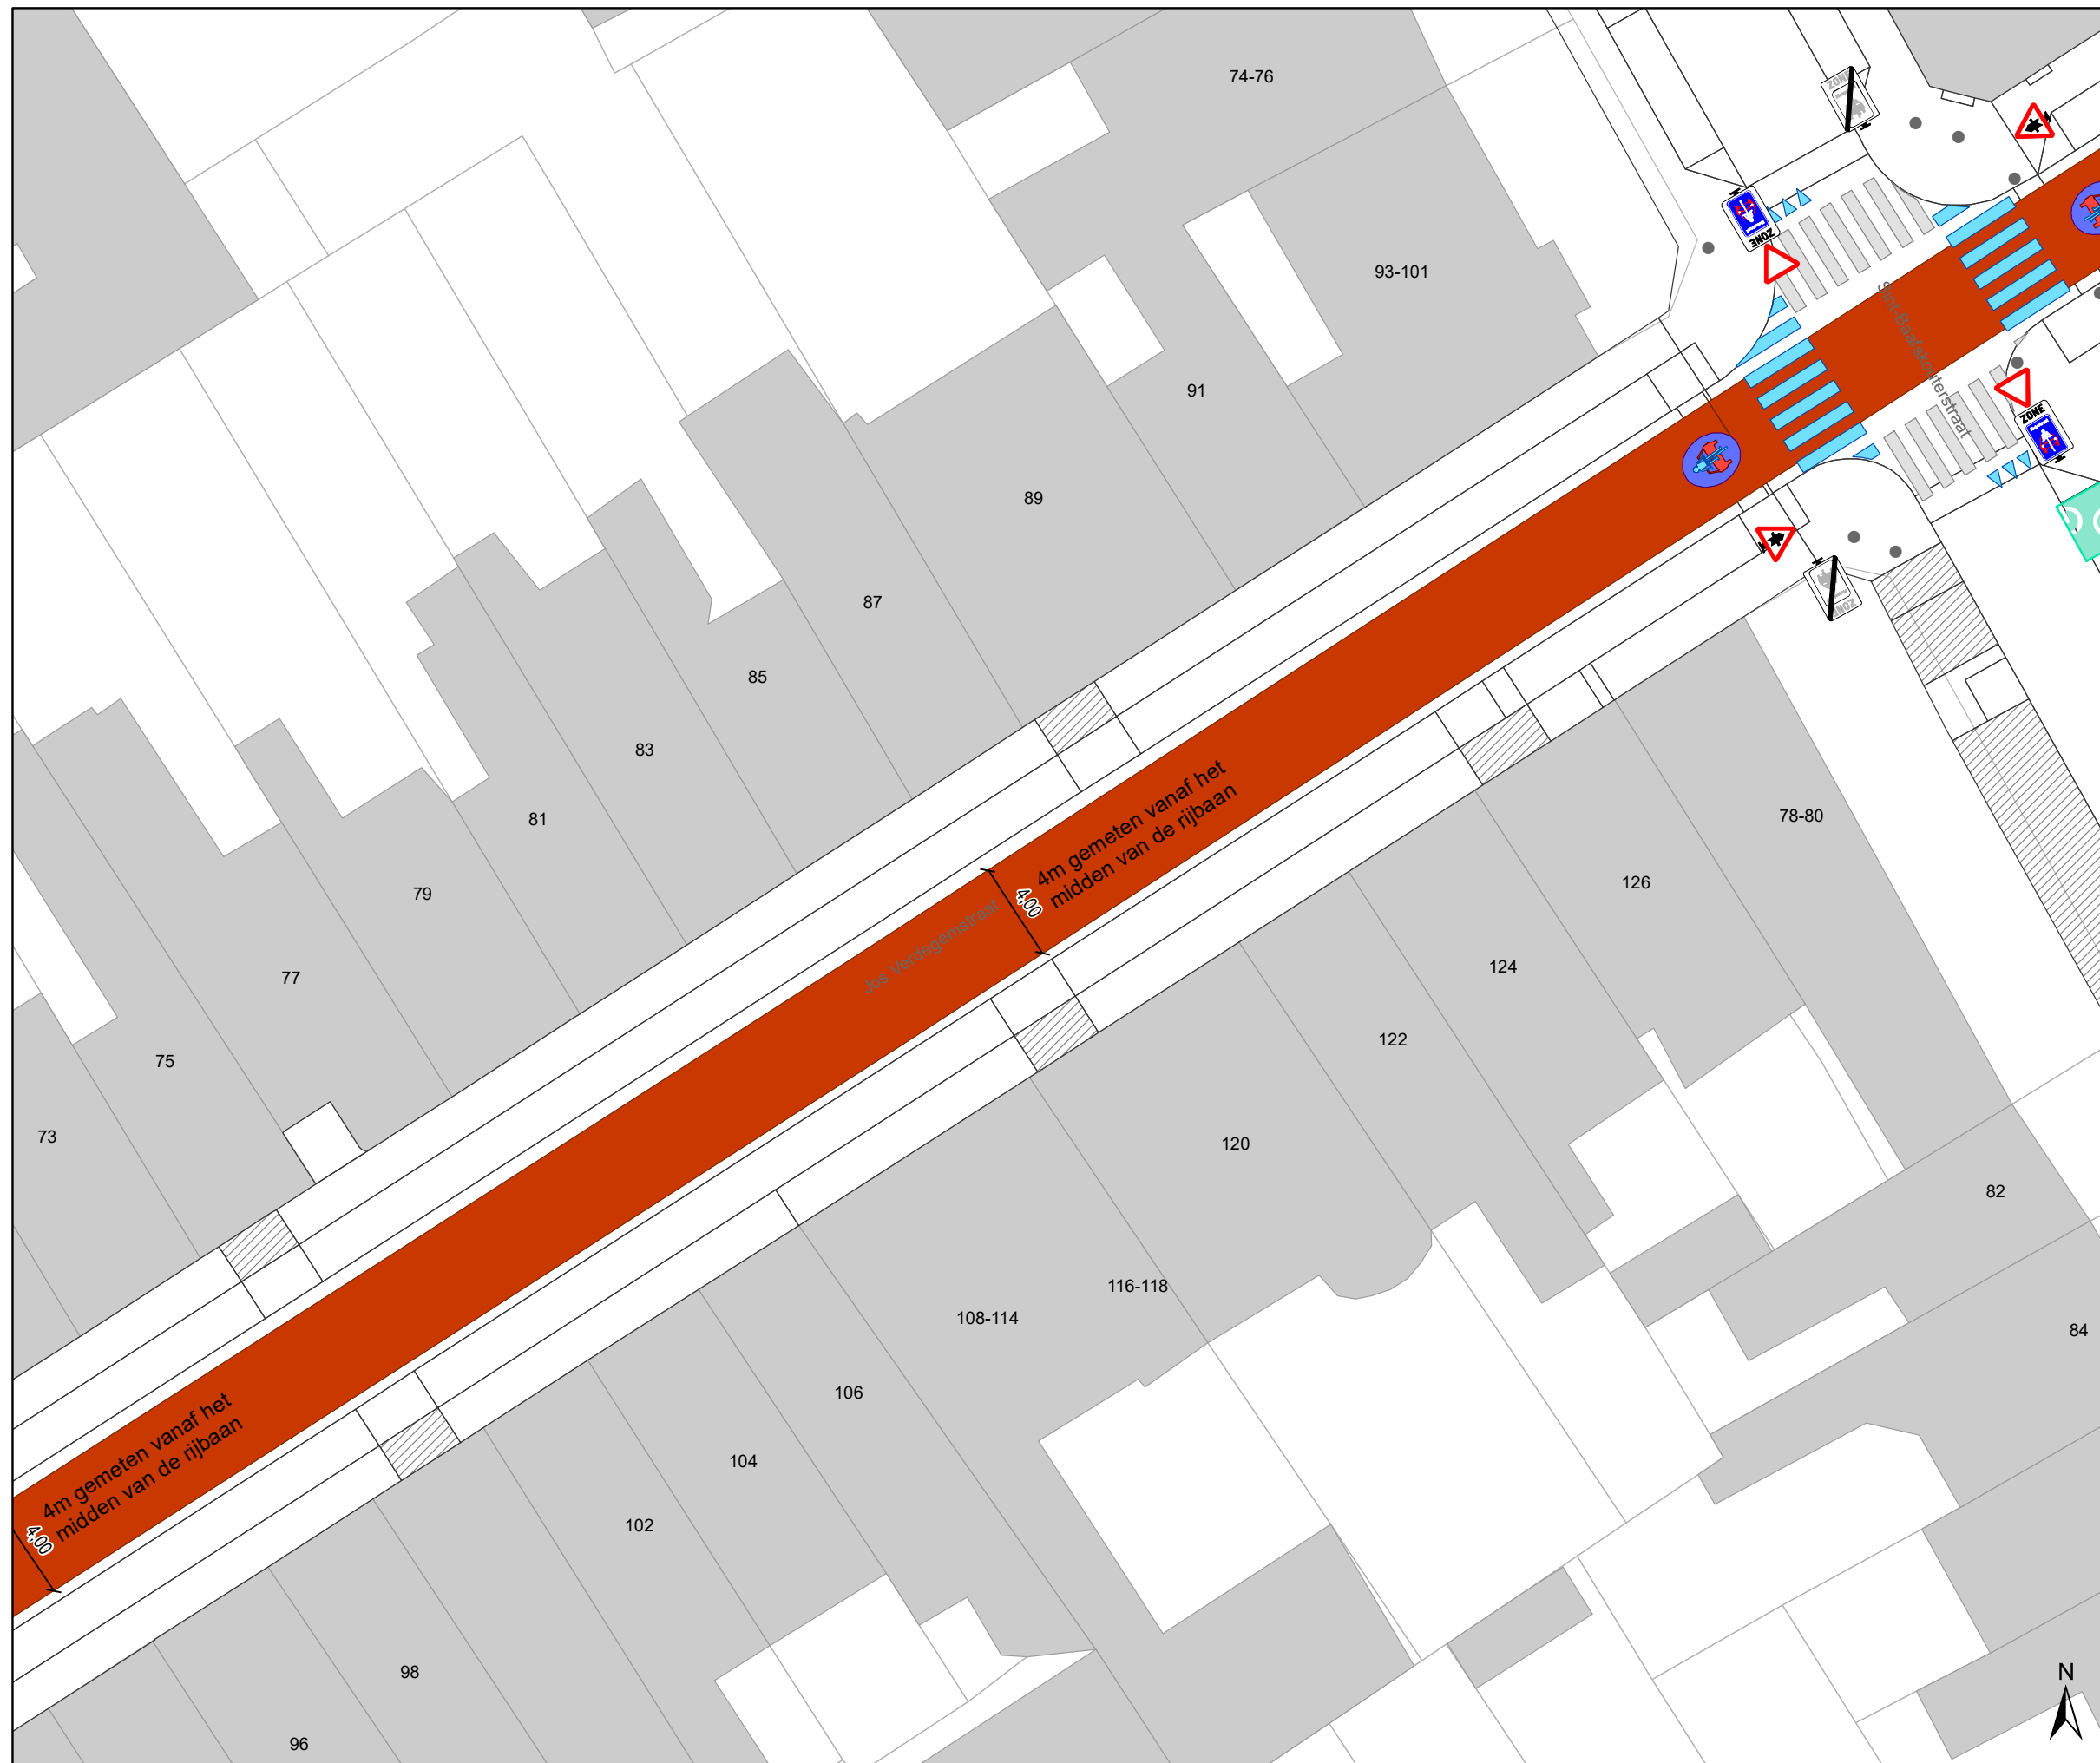 74-76
ZONE
93-101
ZONE
91
Sint-Baafskouterstraat
89
ZONE
87
ZONE
85
83
4m gemeten vanaf het
midden van de rijbaan
4,00
78-80
81
126
79
Jos Verdegemstraat
124
77
122
75
73
120
82
116-118
108-114
84
106
4m gemeten vanaf het
midden van de rijbaan
4,00
104
102
98
N
96